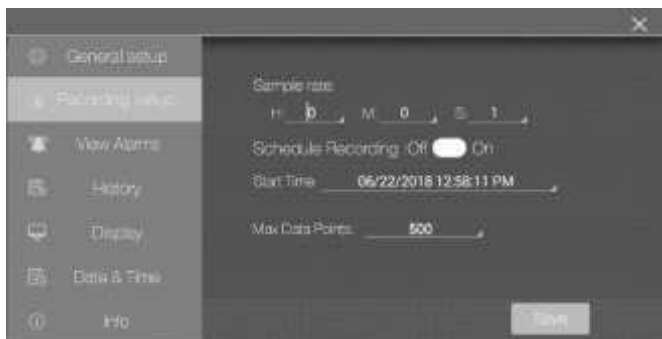 General setup
Recording setup
View Alarms
History
Display
Date & Time
Info
Sample rate:
H: 0 M: 0 S: 1
Schedule Recording Off On
Start Time 06/22/2018 12:58:11 PM
Max Data Points: 500
Save